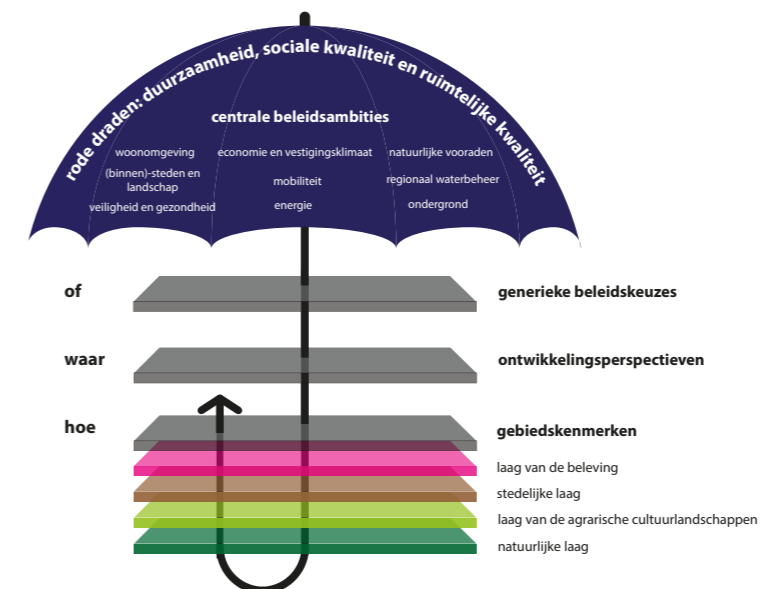 rode draden: duurzaamheid, sociale kwaliteit en ruimtelijke kwaliteit
centrale beleidsambities
woonomgeving
(binnen)-steden en
landschap
veiligheid en gezondheid
economie en vestigingsklimaat
mobiliteit
energie
natuurlijke vooraden
regionaal waterbeheer
ondergrond
of
generieke beleidskeuzes
waar
ontwikkelingsperspectieven
hoe
gebiedskenmerken
laag van de beleving
stedelijke laag
laag van de agrarische cultuurlandschappen
natuurlijke laag